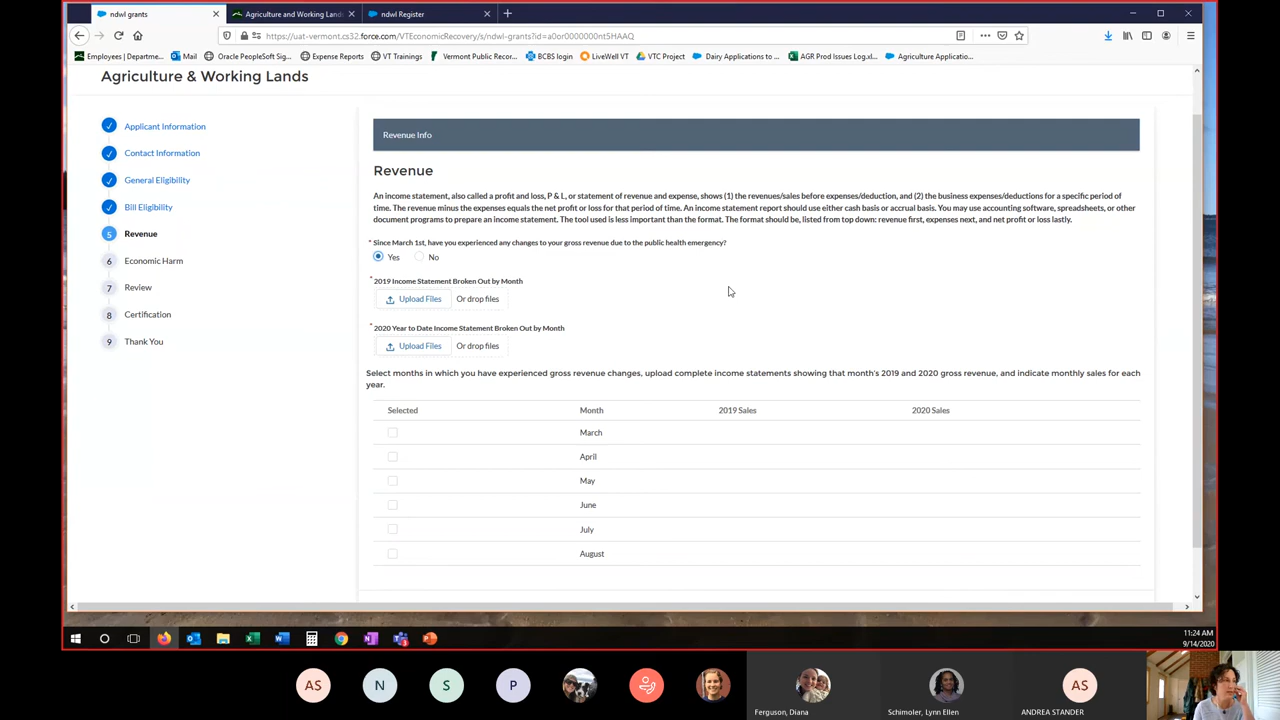 ndwl grants
Agriculture and Working Lands
ndwl Register
https://uat-vermont.cs32.force.com/VTEconomicRecovery/s/ndwl-grants?id=a0or0000000nt5HAAQ
Employees | Departme...
Mail
Oracle PeopleSoft Sig...
Expense Reports
VT Trainings
Vermont Public Recor...
BCBS login
LiveWell VT
VTC Project
Dairy Applications to ...
AGR Prod Issues Log.xl...
Agriculture Applicatio...
Agriculture & Working Lands
Applicant Information
Contact Information
General Eligibility
Bill Eligibility
5 Revenue
6 Economic Harm
7 Review
8 Certification
9 Thank You
Revenue Info
Revenue
An income statement, also called a profit and loss, P & L, or statement of revenue and expense, shows (1) the revenues/sales before expenses/deduction, and (2) the business expenses/deductions for a specific period of
time. The revenue minus the expenses equals the net profit or loss for that period of time. An income statement report should use either cash basis or accrual basis. You may use accounting software, spreadsheets, or other
document programs to prepare an income statement. The tool used is less important than the format. The format should be, listed from top down: revenue first, expenses next, and net profit or loss lastly.
* Since March 1st, have you experienced any changes to your gross revenue due to the public health emergency?
Yes No
* 2019 Income Statement Broken Out by Month
Upload Files Or drop files
* 2020 Year to Date Income Statement Broken Out by Month
Upload Files Or drop files
Select months in which you have experienced gross revenue changes, upload complete income statements showing that month's 2019 and 2020 gross revenue, and indicate monthly sales for each
year.
Selected Month 2019 Sales 2020 Sales
March
April
May
June
July
August
11:24 AM
9/14/2020
AS
N
S
P
AS
Ferguson, Diana
Schimoler, Lynn Ellen
ANDREA STANDER